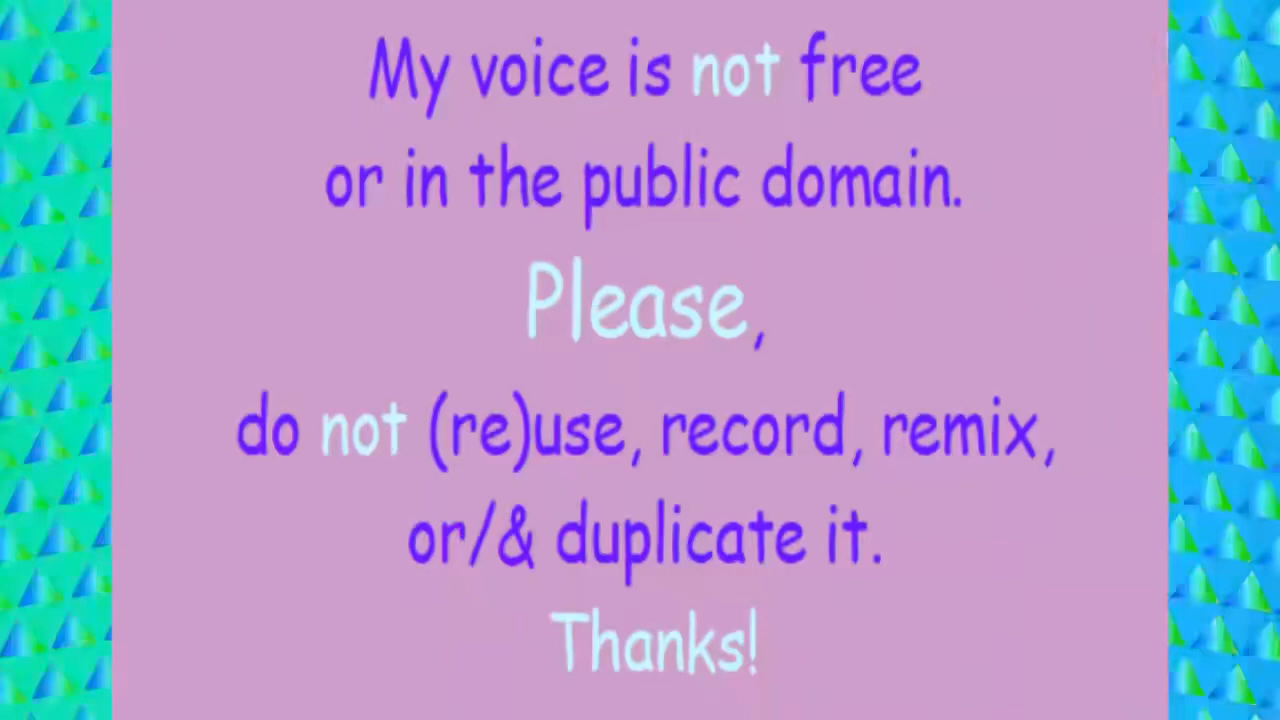 My voice is not free
or in the public domain.
Please,
do not (re)use, record, remix,
or/& duplicate it.
Thanks!